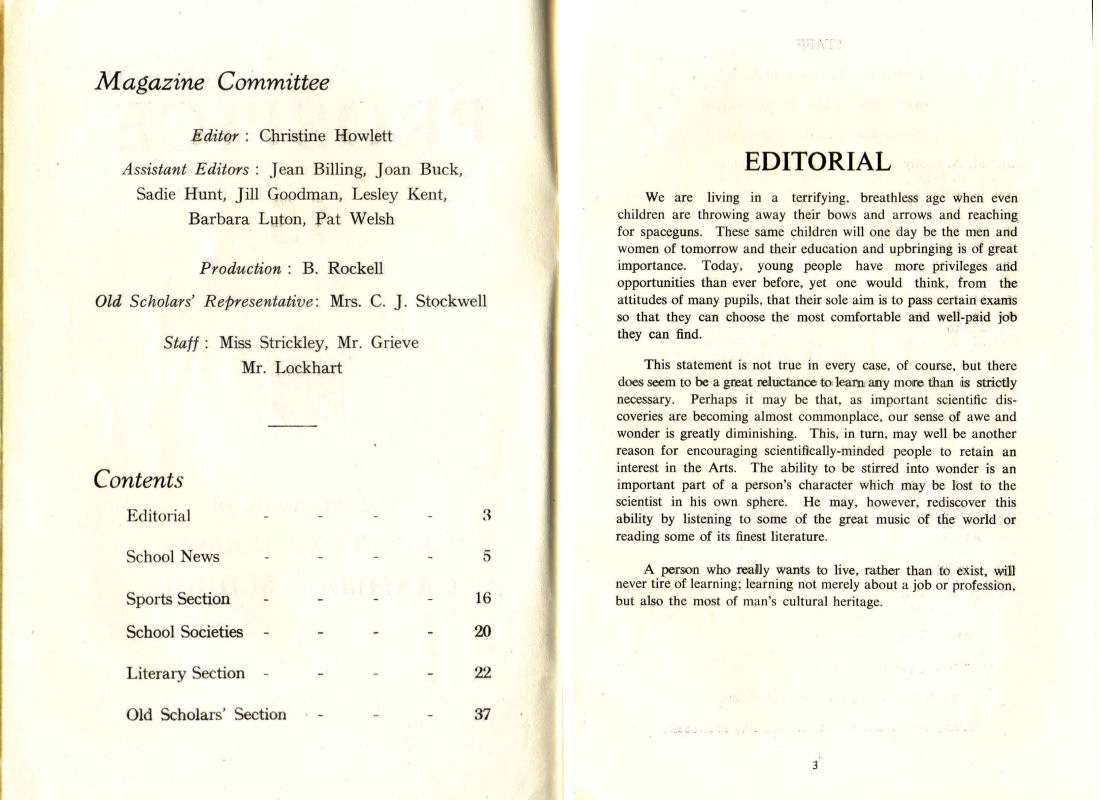 Magazine Committee
Editor : Christine Howlett
Assistant Editors : Jean Billing, Joan Buck,
Sadie Hunt, Jill Goodman, Lesley Kent,
Barbara Luton, Pat Welsh
Production : B. Rockell
Old Scholars' Representative: Mrs. C. J. Stockwell
Staff : Miss Strickley, Mr. Grieve
Mr. Lockhart
Contents
Editorial - - - - 3
School News - - - - 5
Sports Section - - - - 16
School Societies - - - - 20
Literary Section - - - - 22
Old Scholars' Section - - - 37
EDITORIAL
We are living in a terrifying, breathless age when even
children are throwing away their bows and arrows and reaching
for spaceguns. These same children will one day be the men and
women of tomorrow and their education and upbringing is of great
importance. Today, young people have more privileges and
opportunities than ever before, yet one would think, from the
attitudes of many pupils, that their sole aim is to pass certain exams
so that they can choose the most comfortable and well-paid job
they can find.
This statement is not true in every case, of course, but there
does seem to be a great reluctance to learn any more than is strictly
necessary. Perhaps it may be that, as important scientific dis-
coveries are becoming almost commonplace, our sense of awe and
wonder is greatly diminishing. This, in turn, may well be another
reason for encouraging scientifically-minded people to retain an
interest in the Arts. The ability to be stirred into wonder is an
important part of a person's character which may be lost to the
scientist in his own sphere. He may, however, rediscover this
ability by listening to some of the great music of the world or
reading some of its finest literature.
A person who really wants to live, rather than to exist, will
never tire of learning; learning not merely about a job or profession,
but also the most of man's cultural heritage.
3